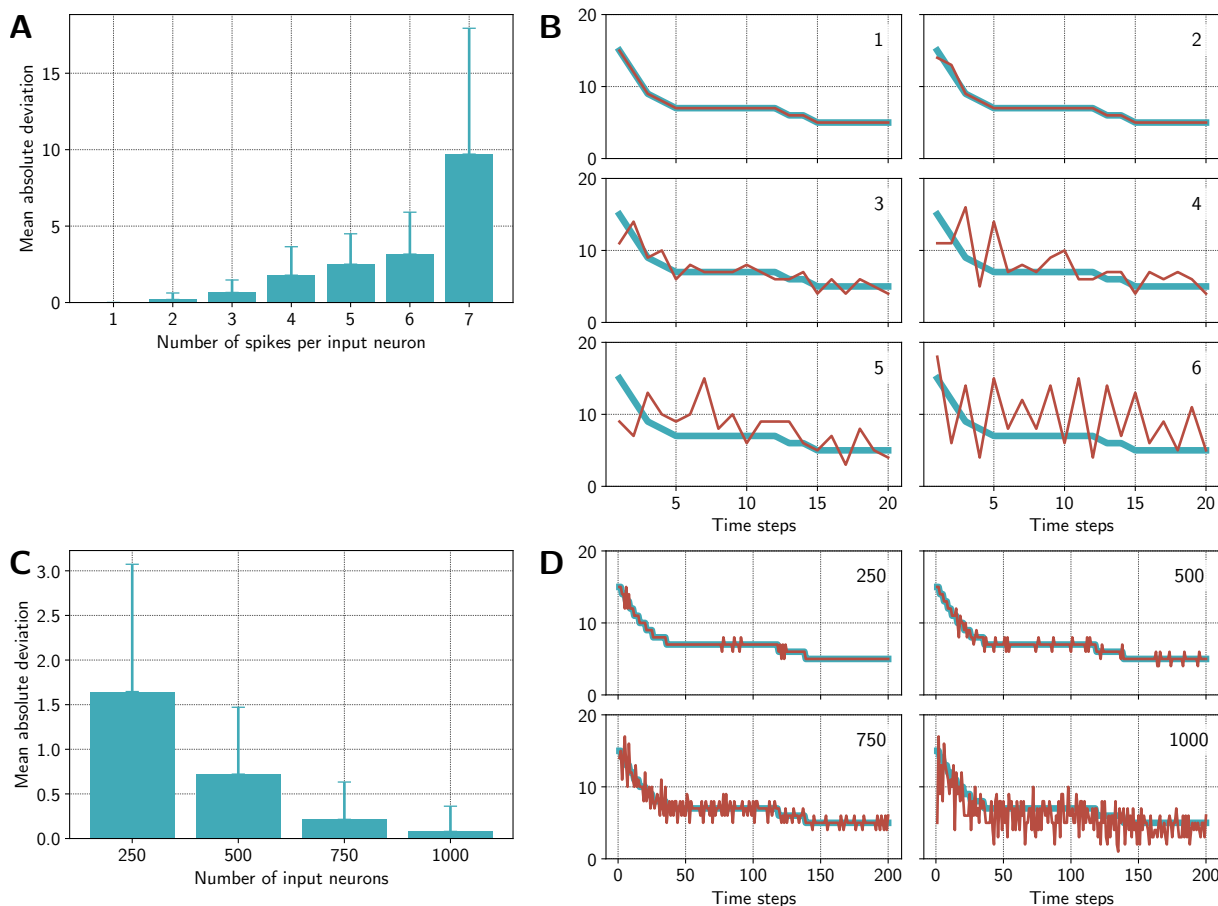 A
Mean absolute deviation
15
10
5
0
1 2 3 4 5 6 7
Number of spikes per input neuron
B
20
10
0
1
2
20
10
0
3
4
20
10
0
5
6
5 10 15 20
5 10 15 20
Time steps
Time steps
C
Mean absolute deviation
3.0
2.5
2.0
1.5
1.0
0.5
0.0
250 500 750 1000
Number of input neurons
D
20
10
0
250
500
20
10
0
750
1000
0 50 100 150 200
0 50 100 150 200
Time steps
Time steps